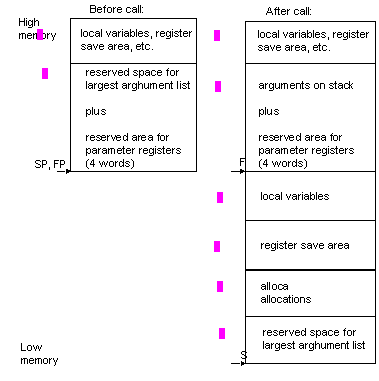 Before call:
After call:
High
memory
local variables, register
save area, etc.
local variables, register
save area, etc.
reserved space for
largest arghument list
plus
reserved area for
parameter registers
(4 words)
arguments on stack
plus
reserved area for
parameter registers
(4 words)
SP, FP
F
local variables
register save area
alloca
allocations
reserved space for
largest arghument list
Low
memory
S